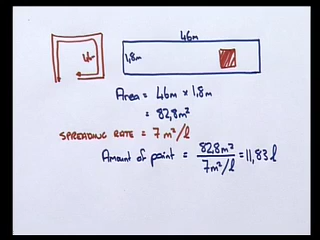 46m
1,8m
Area = 46m x 1,8m
= 82,8m²
SPREADING RATE = 7m²/l
Amount of paint = 82,8m² / 7m²/l = 11,83 l